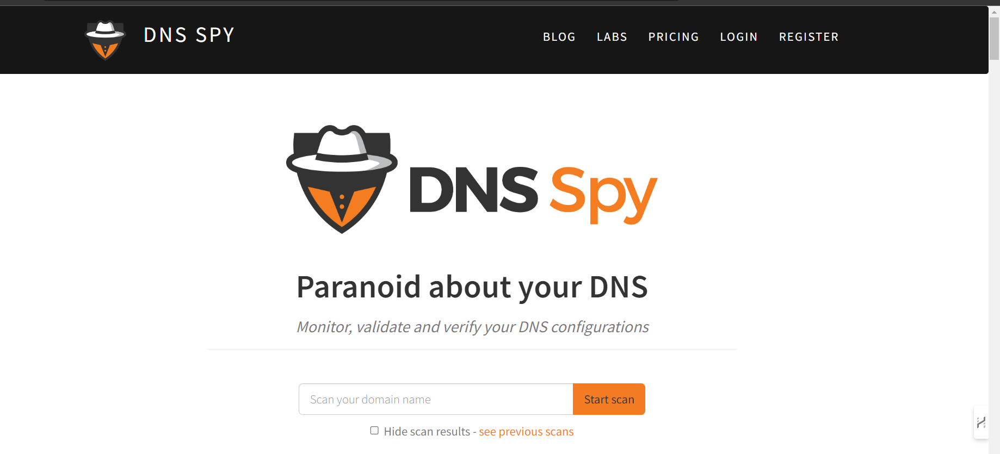 DNS SPY
BLOG LABS PRICING LOGIN REGISTER
DNS Spy
Paranoid about your DNS
Monitor, validate and verify your DNS configurations
Scan your domain name Start scan
Hide scan results - see previous scans